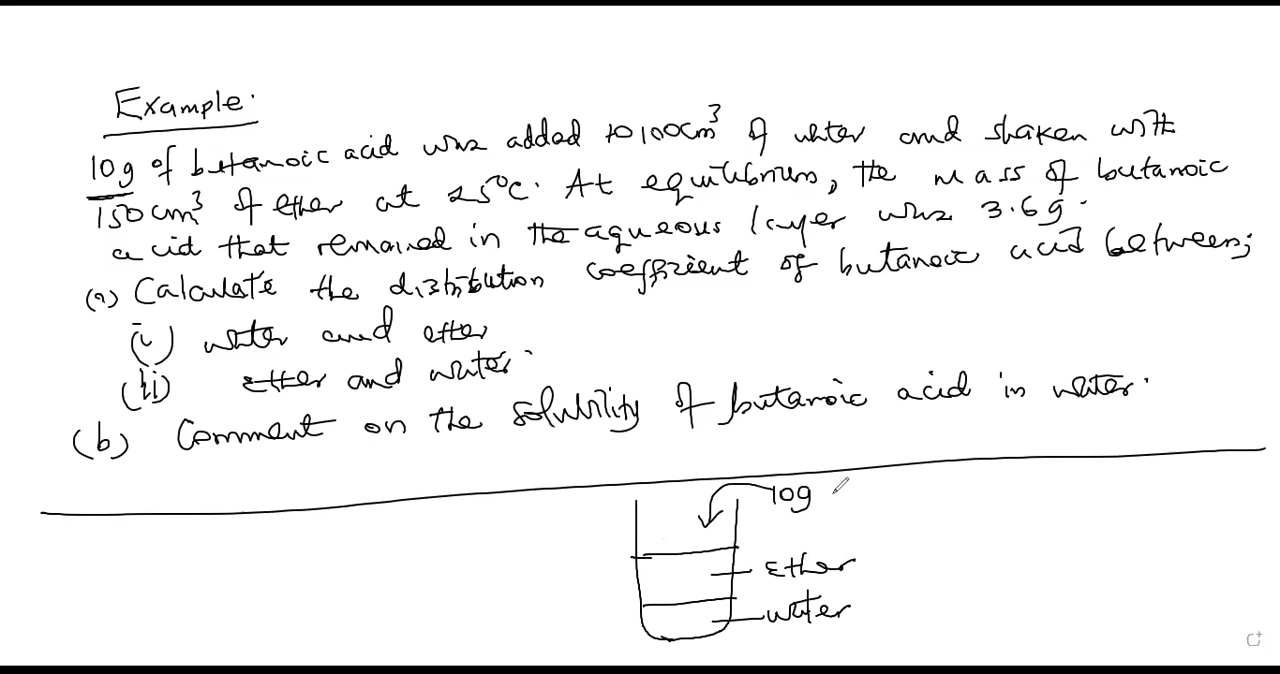 Example.
10g of butanoic acid was added to 100cm³ of water and shaken with
150cm³ of ether at 25°C. At equilibrium, the mass of butanoic
acid that remained in the aqueous layer was 3.6g.
(a) Calculate the distribution coefficient of butanoic acid between;
(i) water and ether
(ii) Ether and water.
(b) Comment on the solubility of butanoic acid in water.
10g
Ether
water